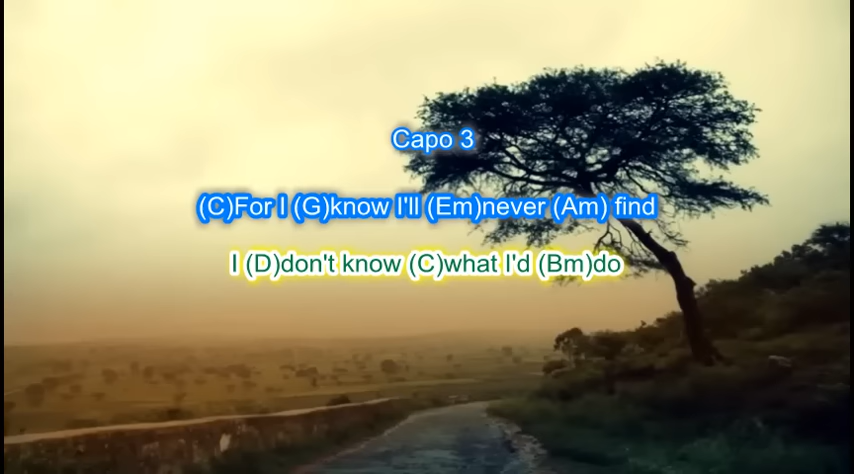 Capo 3
(C)For I (G)know I'll (Em)never (Am) find
I (D)don't know (C)what I'd (Bm)do